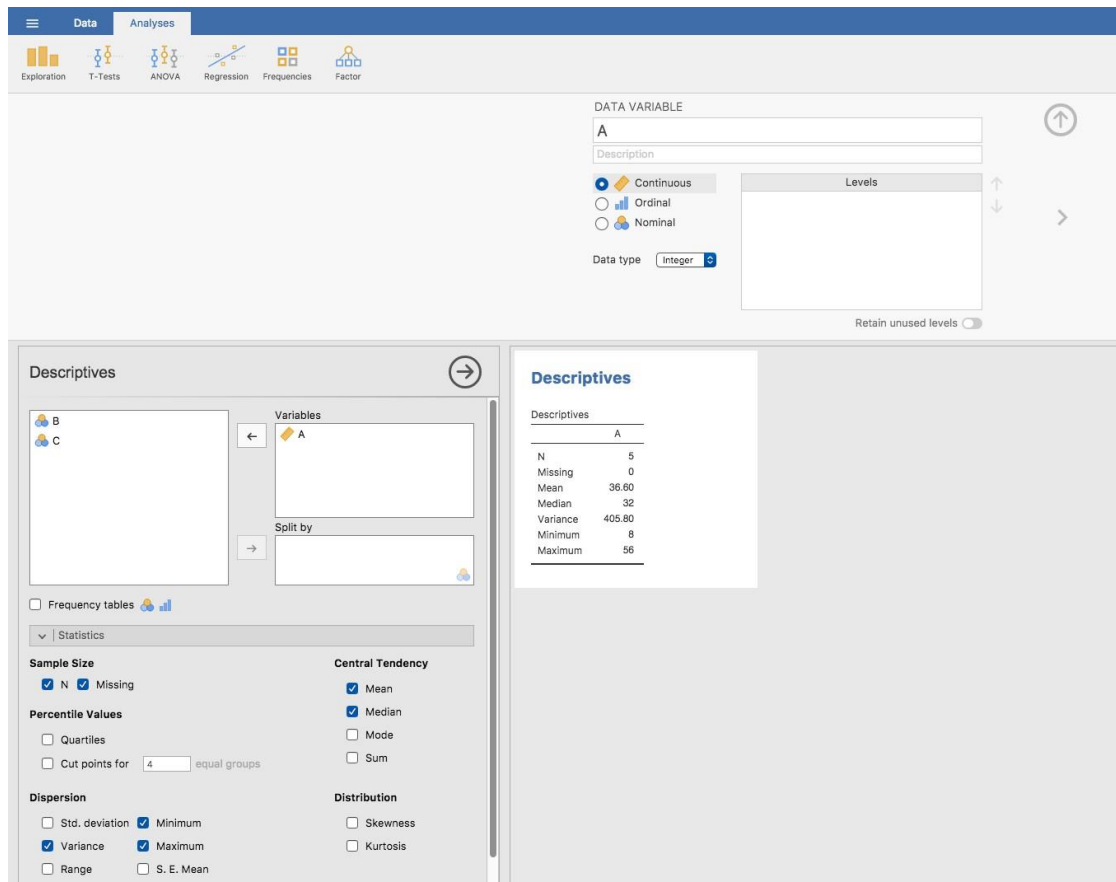 Data Analyses
Exploration T-Tests ANOVA Regression Frequencies Factor
DATA VARIABLE
A
Description
Continuous
Ordinal
Nominal
Data type Integer
Levels
Retain unused levels
Descriptives
B
C
Variables
A
Split by
Frequency tables
Statistics
Sample Size
N Missing
Percentile Values
Quartiles
Cut points for 4 equal groups
Dispersion
Std. deviation Minimum
Variance Maximum
Range S. E. Mean
Central Tendency
Mean
Median
Mode
Sum
Distribution
Skewness
Kurtosis
Descriptives
Descriptives
A
N 5
Missing 0
Mean 36.60
Median 32
Variance 405.80
Minimum 8
Maximum 56